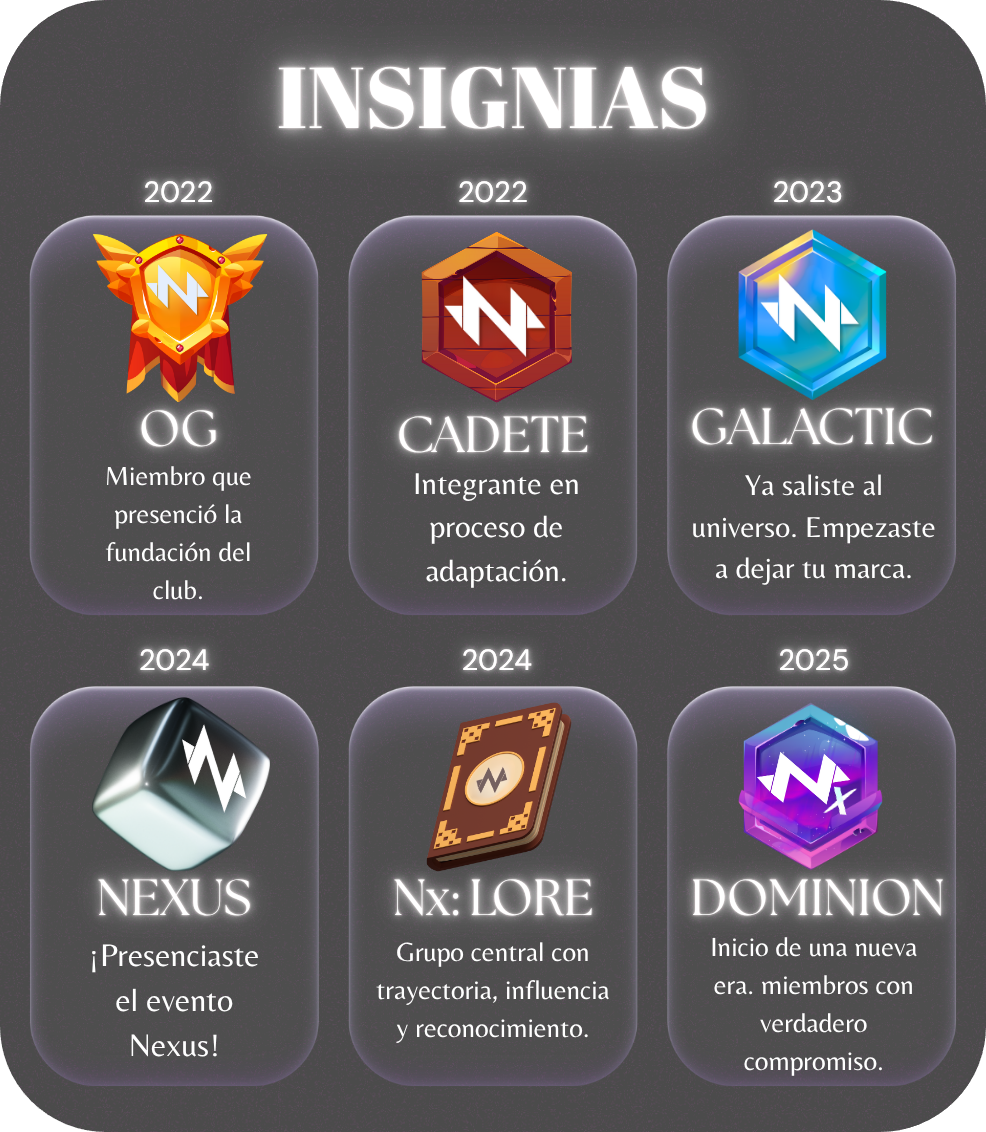 INSIGNIAS
2022
OG
Miembro que
presenció la
fundación del
club.
2022
CADETE
Integrante en
proceso de
adaptación.
2023
GALACTIC
Ya saliste al
universo. Empezaste
a dejar tu marca.
2024
NEXUS
¡Presenciaste
el evento
Nexus!
2024
Nx: LORE
Grupo central con
trayectoria, influencia
y reconocimiento.
2025
Nx
DOMINION
Inicio de una nueva
era. miembros con
verdadero
compromiso.